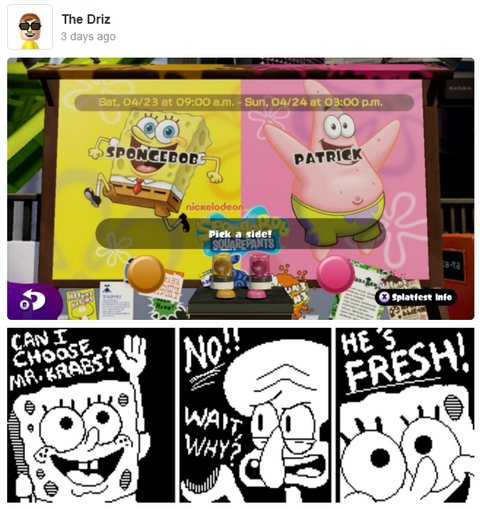 The Driz
3 days ago
Sat, 04/23 at 09:00 a.m. - Sun, 04/24 at 03:00 p.m.
SPONGEBOB
PATRICK
nickelodeon
SPONGEBOB
SQUAREPANTS
Pick a side!
X Splatfest info
CAN I
CHOOSE
MR. KRABS?
NO!!
WAIT
WHY?
HE'S
FRESH!